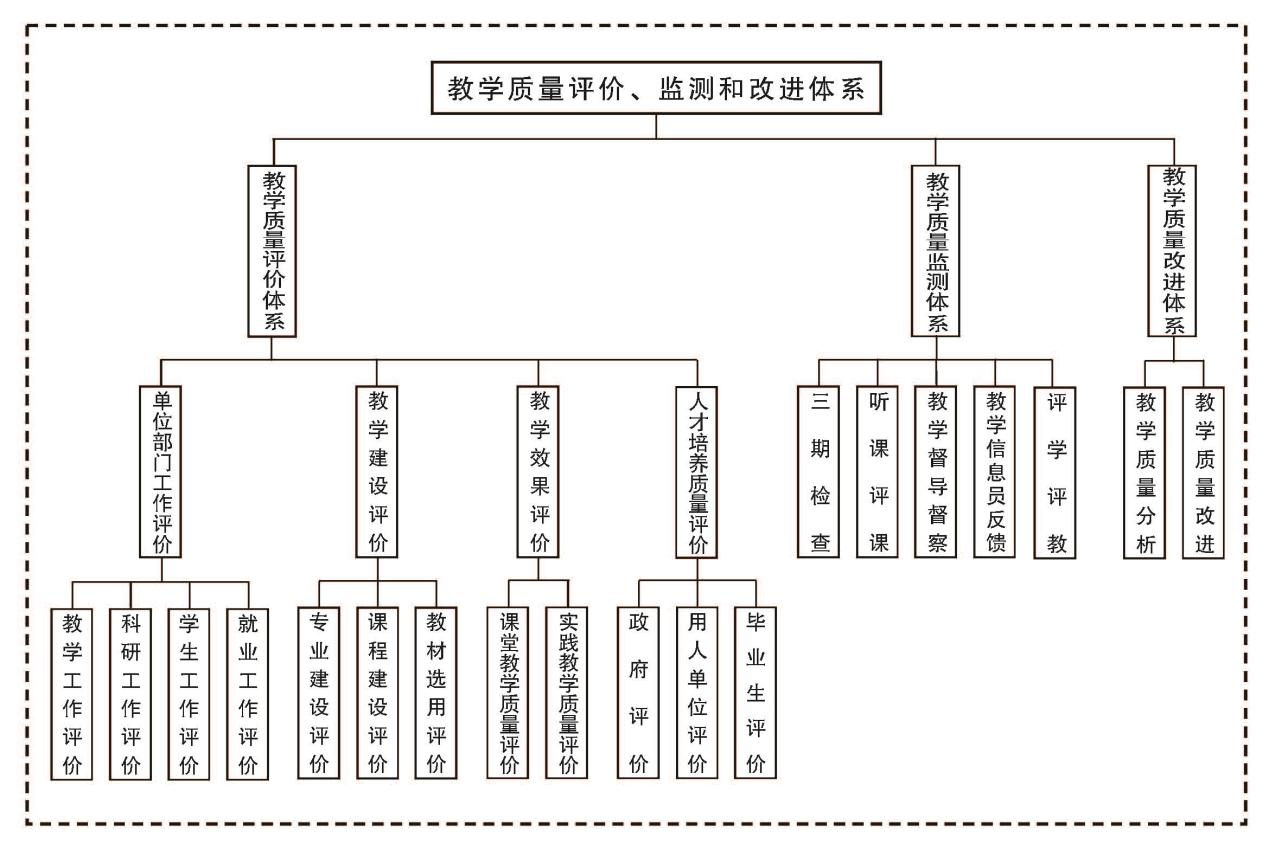 教学质量评价、监测和改进体系
教学质量评价体系
教学质量监测体系
教学质量改进体系
单位部门工作评价
教学建设评价
教学效果评价
人才培养质量评价
三期检查
听课评课
教学督导督察
教学信息员反馈
评学评教
教学质量分析
教学质量改进
教学工作评价
科研工作评价
学生工作评价
就业工作评价
专业建设评价
课程建设评价
教材选用评价
课堂教学质量评价
实践教学质量评价
政府评价
用人单位评价
毕业生评价